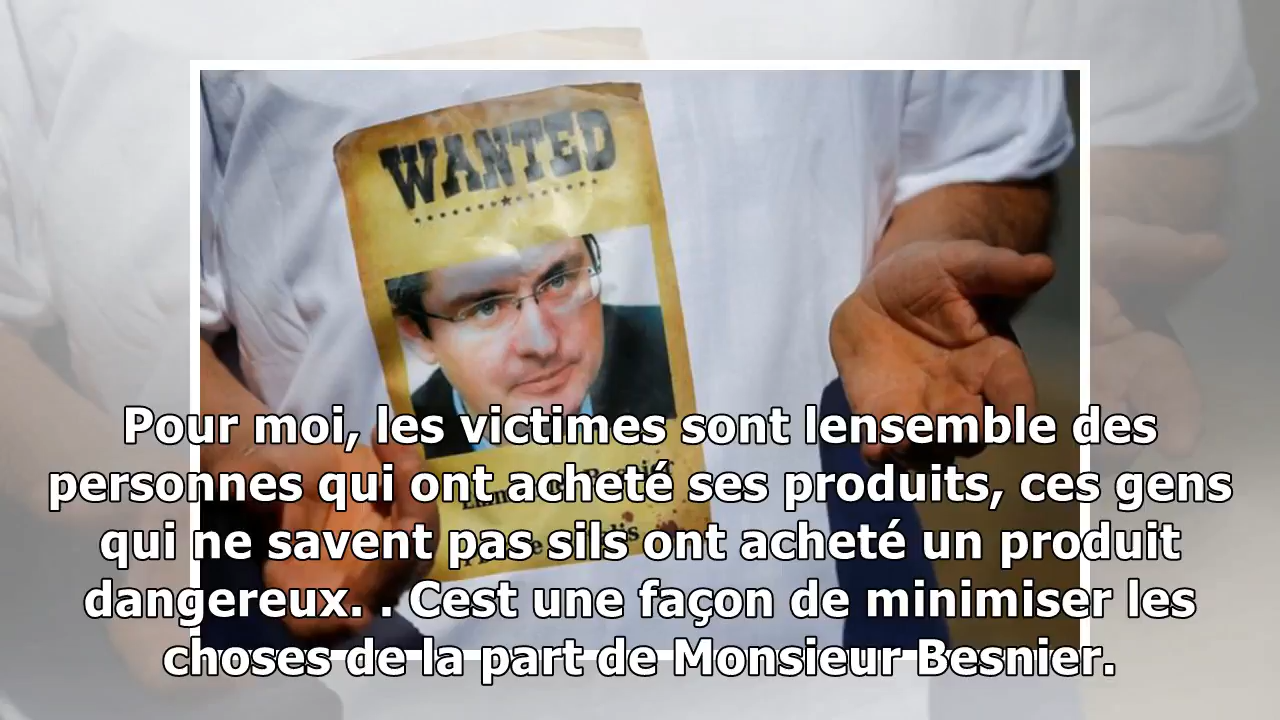 WANTED
Pour moi, les victimes sont lensemble des
personnes qui ont acheté ses produits, ces gens
qui ne savent pas sils ont acheté un produit
dangereux. . Cest une façon de minimiser les
choses de la part de Monsieur Besnier.